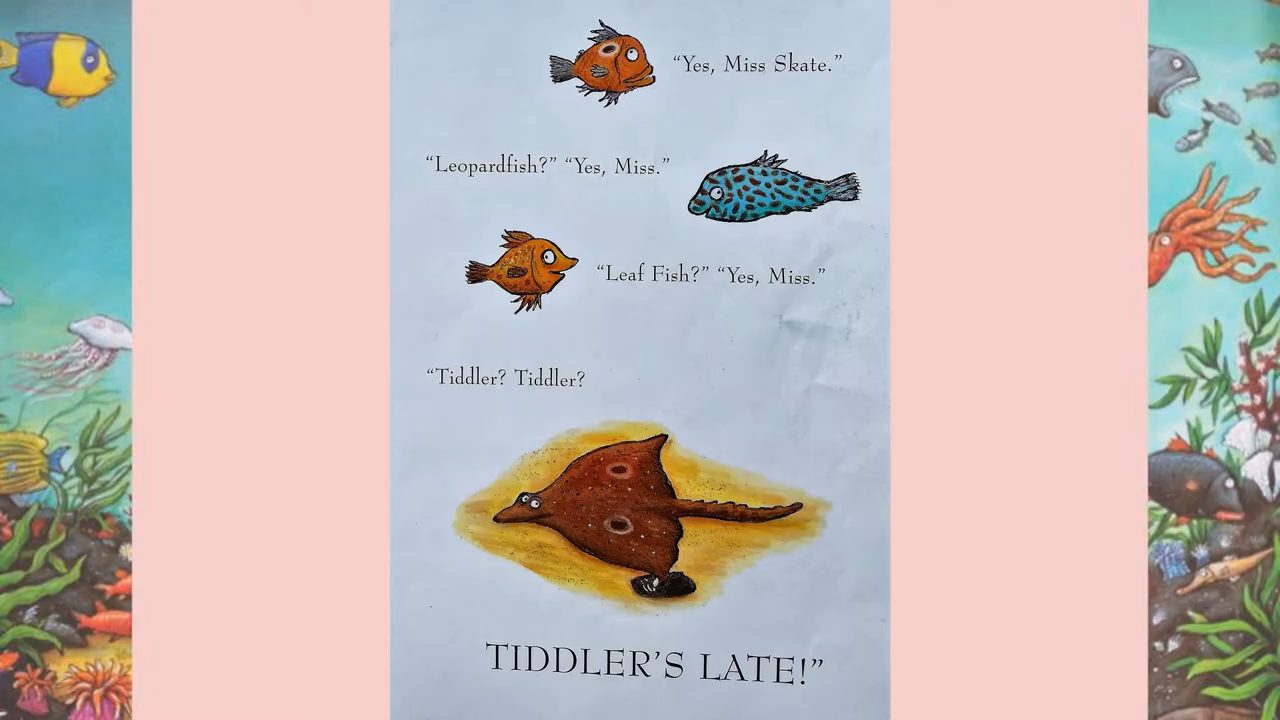 “Yes, Miss Skate.”
“Leopardfish?” “Yes, Miss.”
“Leaf Fish?” “Yes, Miss.”
“Tiddler? Tiddler?
TIDDLER’S LATE!”